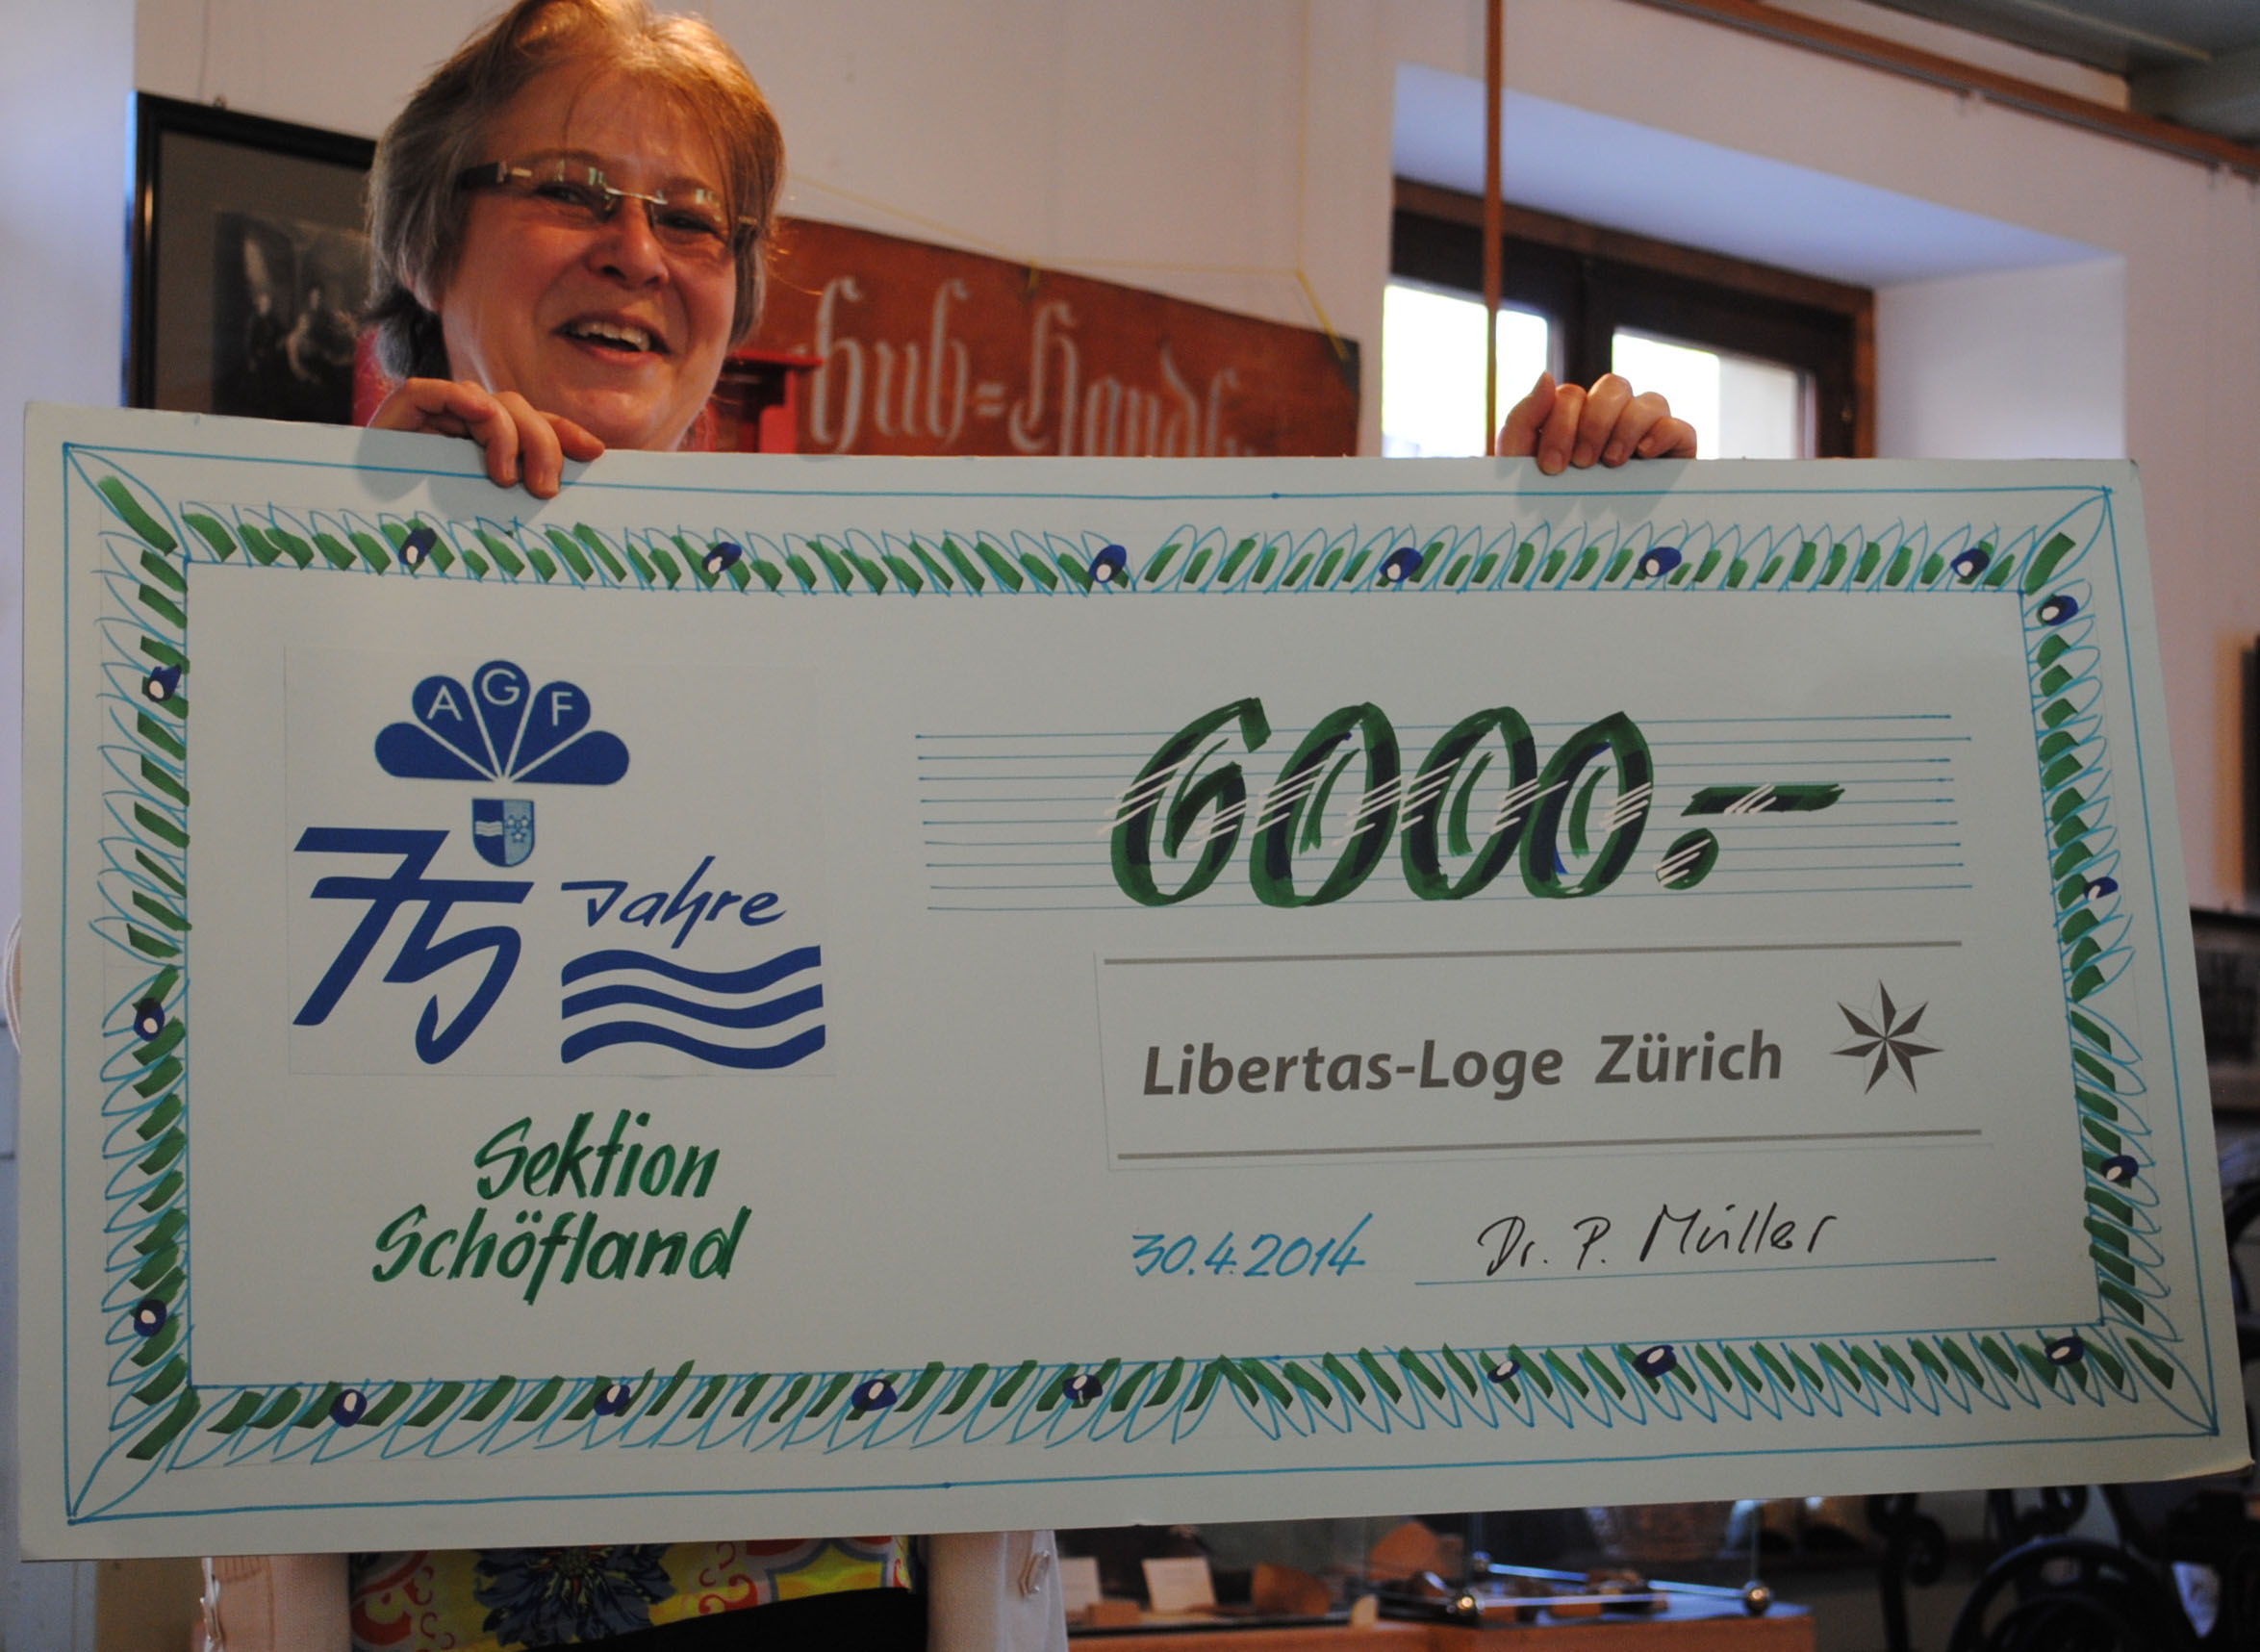 AGF
75 Jahre
Sektion
Schöfland
6000.-
Libertas-Loge Zürich
30.4.2014 Dr. P. Müller